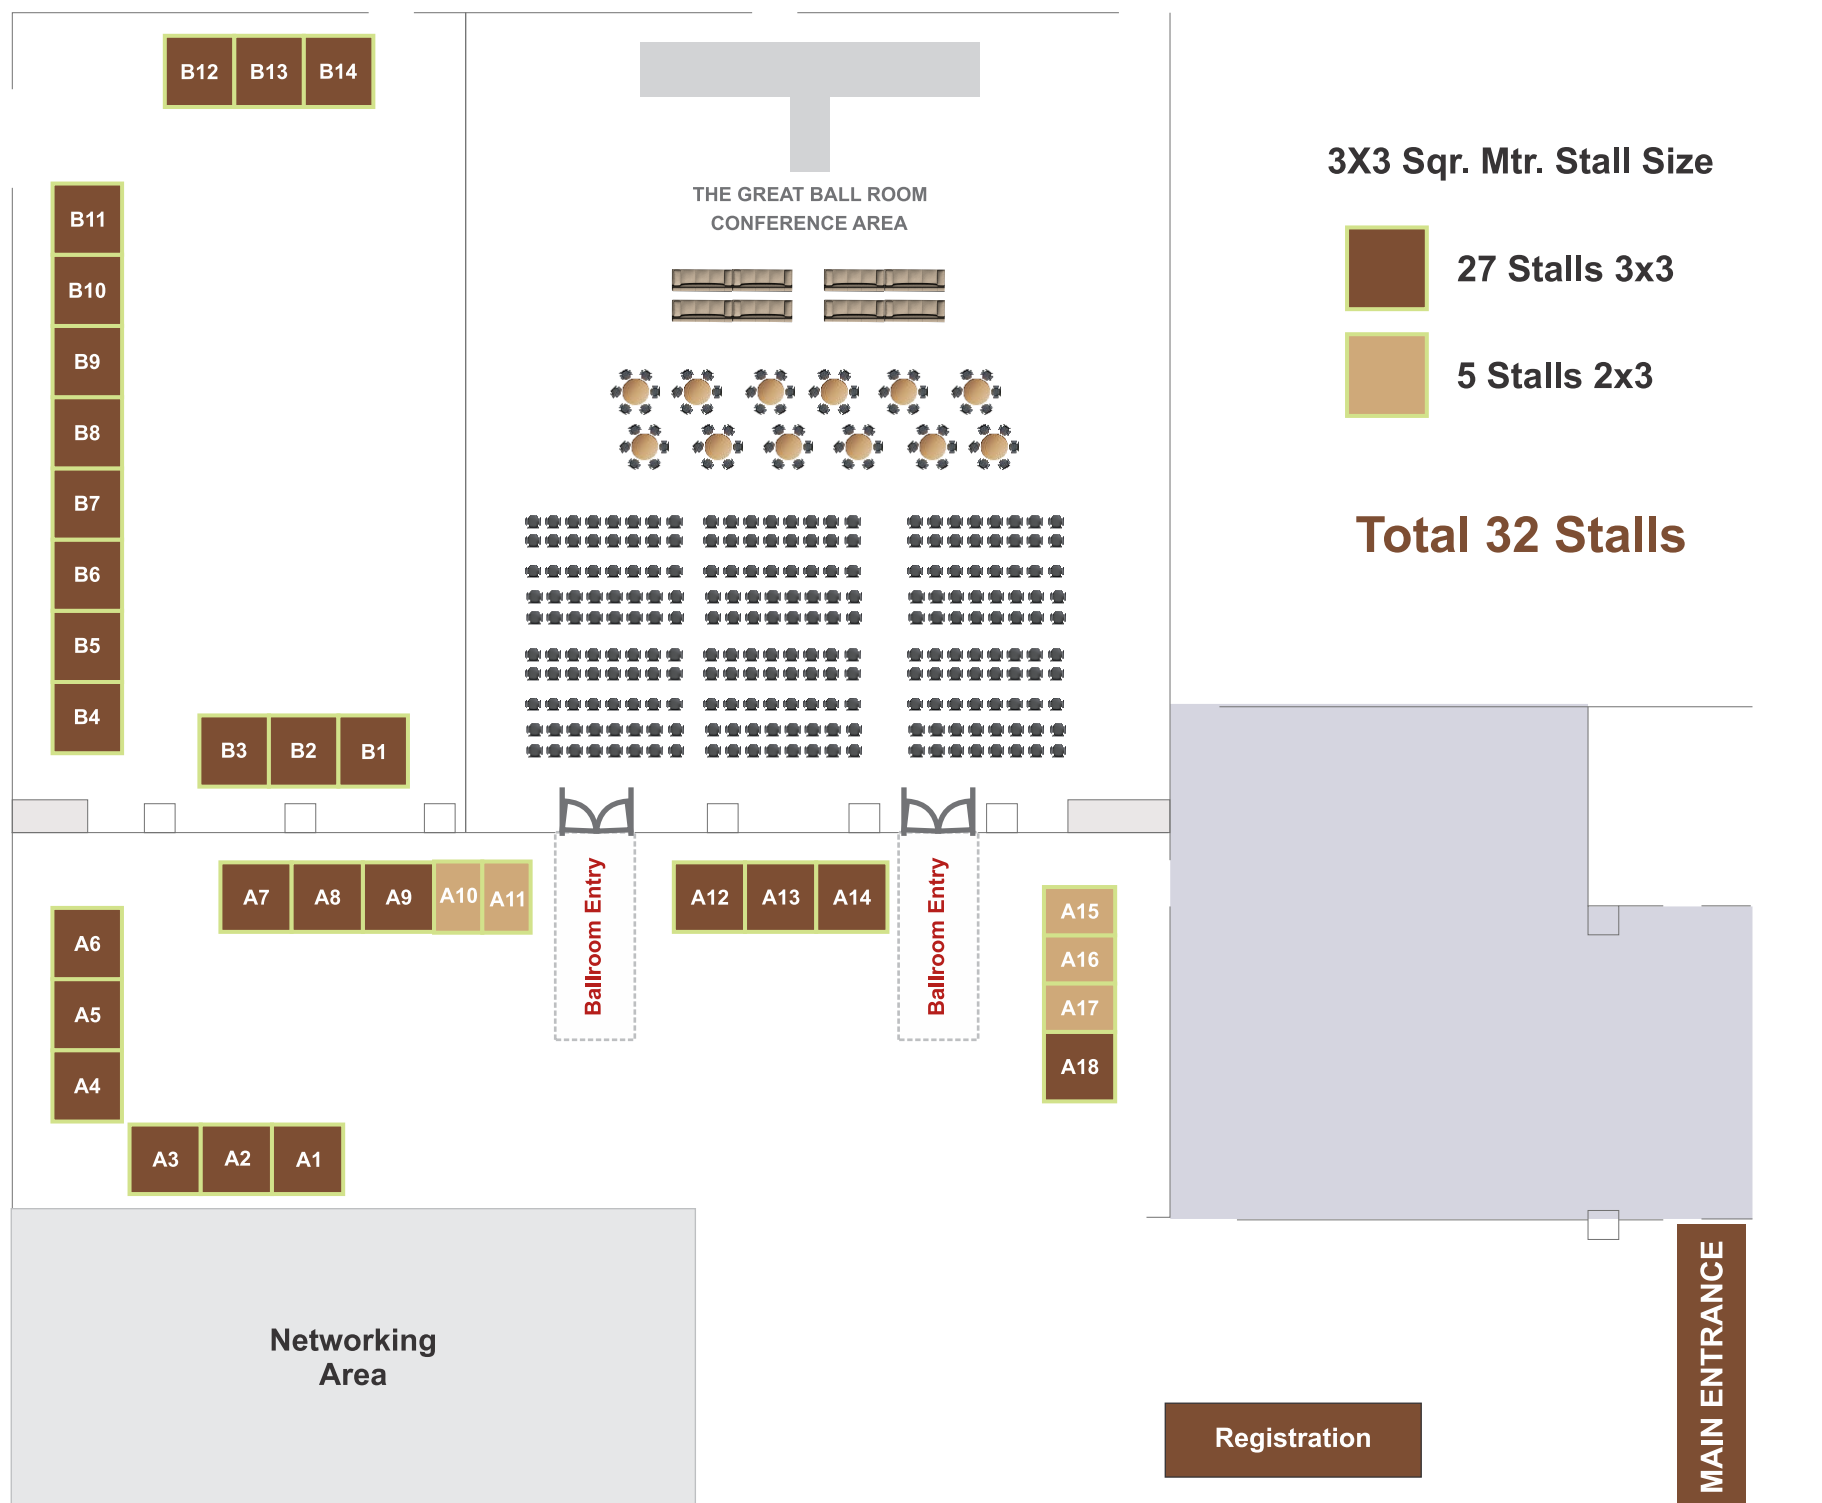 B12 B13 B14
THE GREAT BALL ROOM
CONFERENCE AREA
3X3 Sqr. Mtr. Stall Size
27 Stalls 3x3
5 Stalls 2x3
Total 32 Stalls
B11
B10
B9
B8
B7
B6
B5
B4
B3 B2 B1
A7 A8 A9 A10 A11
Ballroom Entry
A12 A13 A14
Ballroom Entry
A15
A16
A17
A18
A6
A5
A4
A3 A2 A1
Networking
Area
Registration
MAIN ENTRANCE